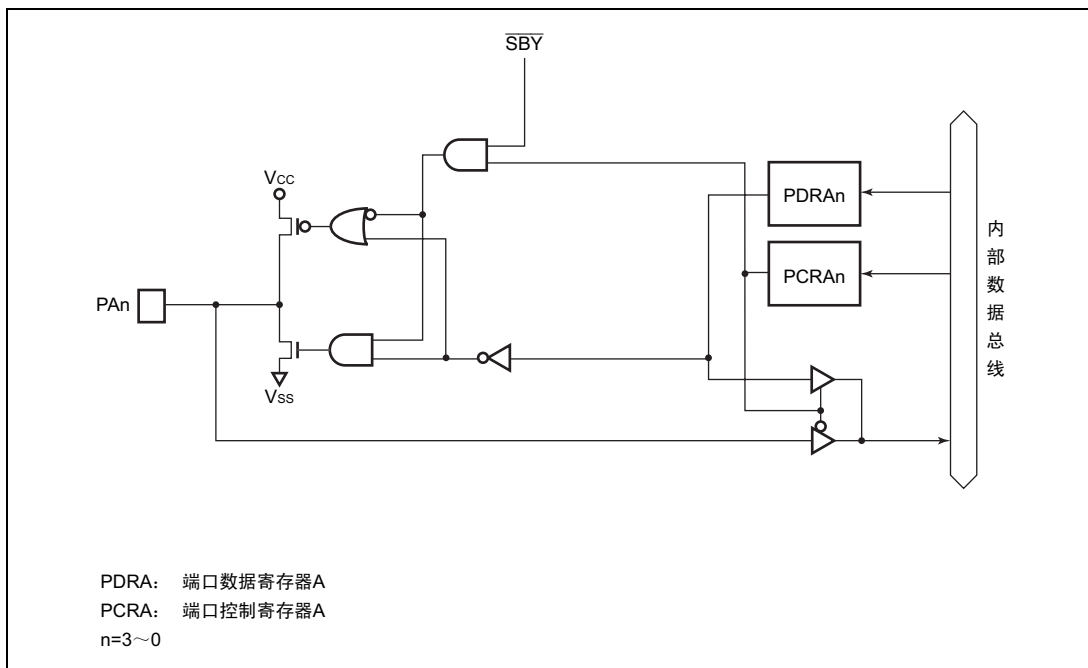 SBY
VCC
PDRAn
PCRAn
PAn
VSS
内部数据总线
PDRA: 端口数据寄存器A
PCRA: 端口控制寄存器A
n=3～0